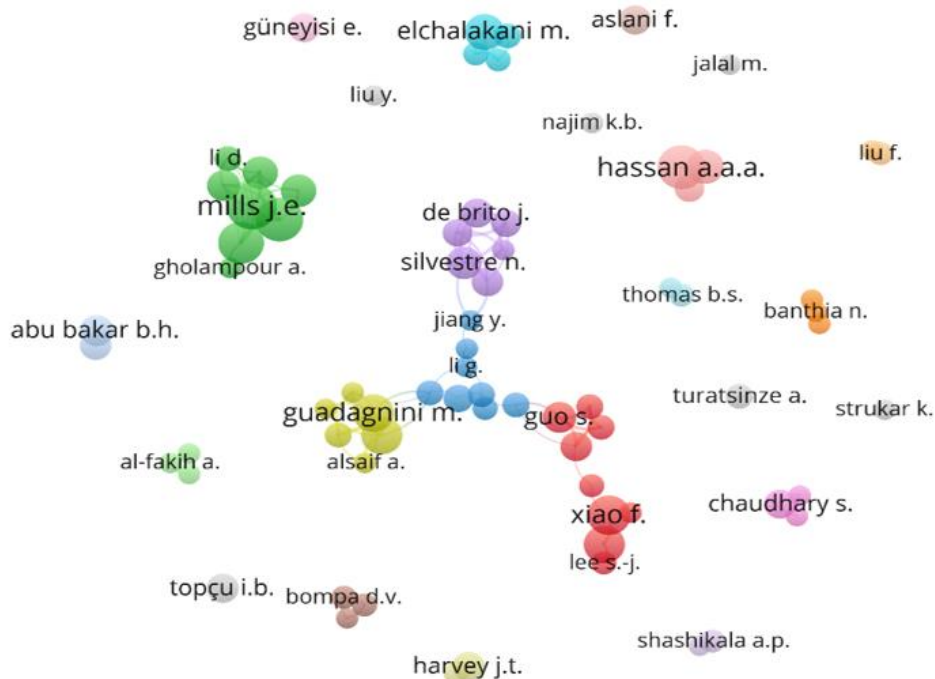 güneyisi e.
elchalakani m.
aslani f.
jalal m.
liu y.
najim k.b.
li d.
hassan a.a.a.
liu f.
mills j.e.
de brito j.
gholampour a.
silvestre n.
thomas b.s.
banthia n.
abu bakar b.h.
jiang y.
li g.
guadagnini m.
guo s.
turatsinze a.
strukar k.
al-fakih a.
alsaif a.
chaudhary s.
xiao f.
lee s.-j.
topçu i.b.
bompa d.v.
shashikala a.p.
harvey j.t.